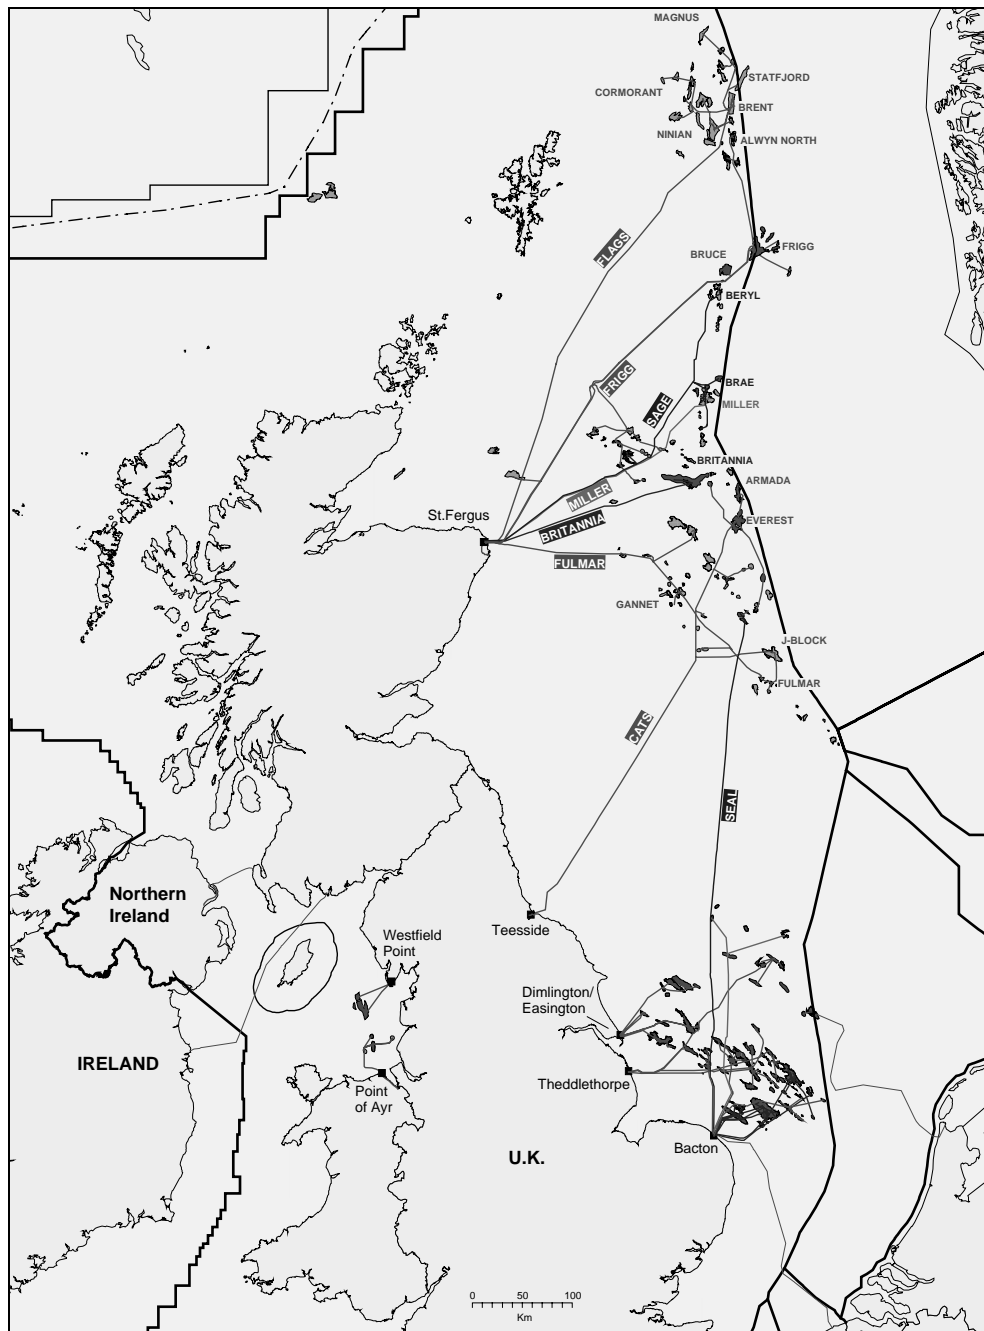 MAGNUS
STATFJORD
CORMORANT
BRENT
NINIAN
ALWYN NORTH
FLAGS
FRIGG
BRUCE
BERYL
FRIGG
BRAE
SAGE
MILLER
BRITANNIA
ARMADA
MILLER
St.Fergus
BRITANNIA
EVEREST
FULMAR
GANNET
J-BLOCK
FULMAR
CATS
SEAL
Northern
Ireland
Teesside
Westfield
Point
Dimlington/
Easington
IRELAND
Theddlethorpe
Point
of Ayr
Bacton
U.K.
0 50 100
Km